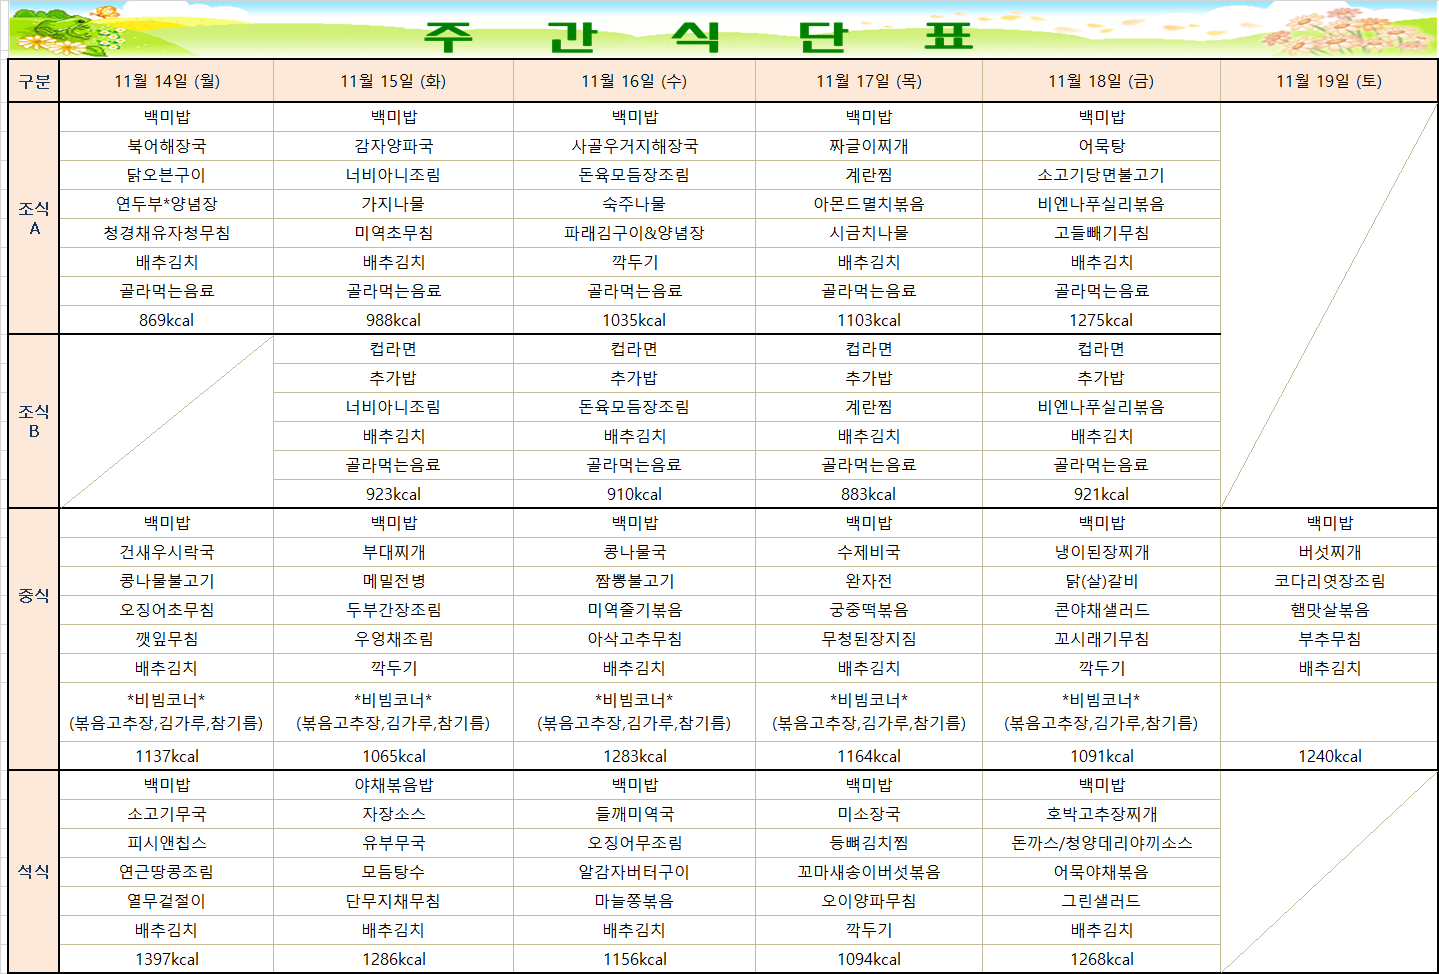 주 간 식 단 표
구분 11월 14일 (월) 11월 15일 (화) 11월 16일 (수) 11월 17일 (목) 11월 18일 (금) 11월 19일 (토)
조식 A
백미밥 백미밥 백미밥 백미밥 백미밥
북어해장국 감자양파국 사골우거지해장국 짜글이찌개 어묵탕
닭오븐구이 너비아니조림 돈육모듬장조림 계란찜 소고기당면불고기
연두부*양념장 가지나물 숙주나물 아몬드멸치볶음 비엔나푸실리볶음
청경채유자청무침 미역초무침 파래김구이&양념장 시금치나물 고들빼기무침
배추김치 배추김치 깍두기 배추김치 배추김치
골라먹는음료 골라먹는음료 골라먹는음료 골라먹는음료 골라먹는음료
869kcal 988kcal 1035kcal 1103kcal 1275kcal
조식 B
컵라면 컵라면 컵라면 컵라면
추가밥 추가밥 추가밥 추가밥
너비아니조림 돈육모듬장조림 계란찜 비엔나푸실리볶음
배추김치 배추김치 배추김치 배추김치
골라먹는음료 골라먹는음료 골라먹는음료 골라먹는음료
923kcal 910kcal 883kcal 921kcal
중식
백미밥 백미밥 백미밥 백미밥 백미밥 백미밥
건새우시락국 부대찌개 콩나물국 수제비국 냉이된장찌개 버섯찌개
콩나물불고기 메밀전병 짬뽕불고기 완자전 닭(살)갈비 코다리엿장조림
오징어초무침 두부간장조림 미역줄기볶음 궁중떡볶음 콘야채샐러드 햄맛살볶음
깻잎무침 우엉채조림 아삭고추무침 무청된장지짐 꼬시래기무침 부추무침
배추김치 깍두기 배추김치 배추김치 깍두기 배추김치
*비빔코너* *비빔코너* *비빔코너* *비빔코너* *비빔코너*
(볶음고추장,김가루,참기름) (볶음고추장,김가루,참기름) (볶음고추장,김가루,참기름) (볶음고추장,김가루,참기름) (볶음고추장,김가루,참기름)
1137kcal 1065kcal 1283kcal 1164kcal 1091kcal 1240kcal
석식
백미밥 야채볶음밥 백미밥 백미밥 백미밥
소고기무국 자장소스 들깨미역국 미소장국 호박고추장찌개
피시앤칩스 유부무국 오징어무조림 등뼈김치찜 돈까스/청양데리야끼소스
연근땅콩조림 모듬탕수 알감자버터구이 꼬마새송이버섯볶음 어묵야채볶음
열무겉절이 단무지채무침 마늘쫑볶음 오이양파무침 그린샐러드
배추김치 배추김치 배추김치 깍두기 배추김치
1397kcal 1286kcal 1156kcal 1094kcal 1268kcal